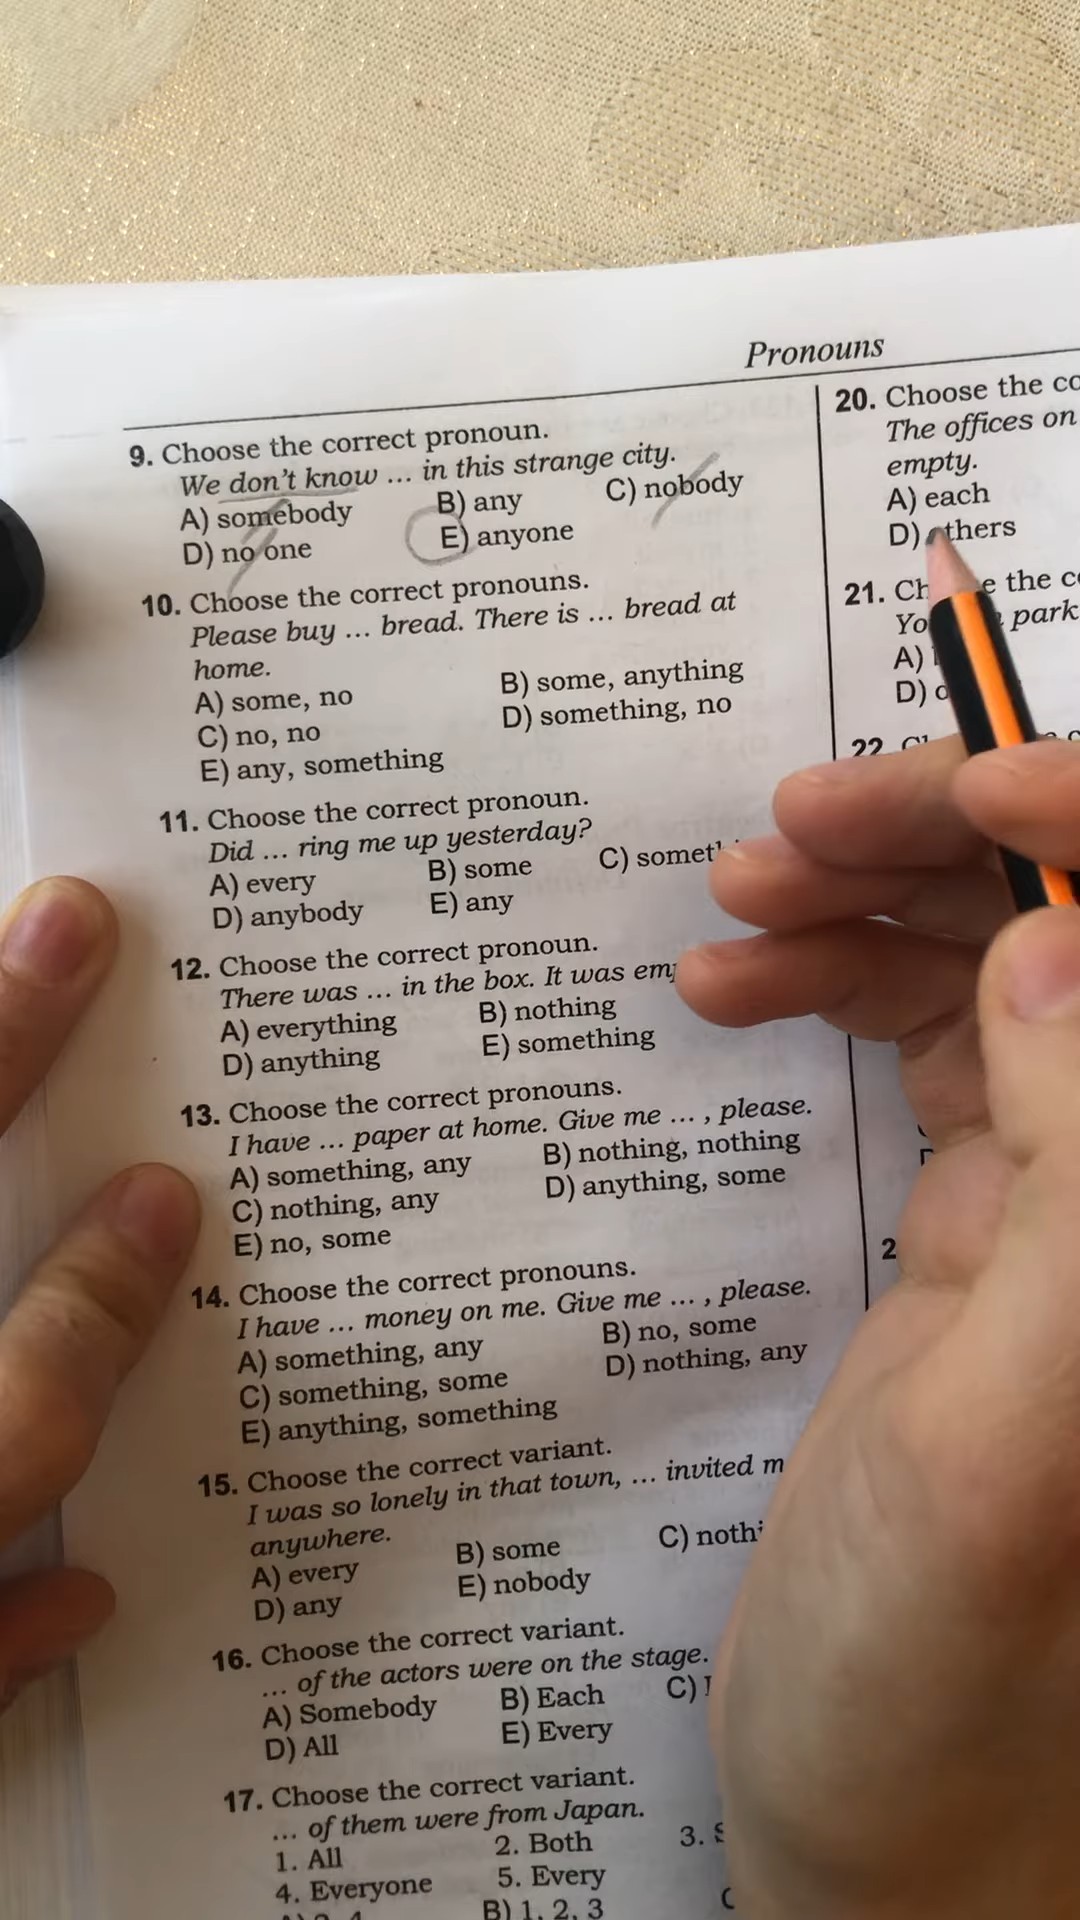 Pronouns
9. Choose the correct pronoun.
We don't know ... in this strange city.
A) somebody B) any C) nobody
D) no one E) anyone
10. Choose the correct pronouns.
Please buy ... bread. There is ... bread at
home.
A) some, no B) some, anything
C) no, no D) something, no
E) any, something
11. Choose the correct pronoun.
Did ... ring me up yesterday?
A) every B) some C)
D) anybody E) any
12. Choose the correct pronoun.
There was ... in the box. It was
A) everything B) nothing
D) anything E) something
13. Choose the correct pronouns.
I have ... paper at home. Give me ... , please.
A) something, any B) nothing, nothing
C) nothing, any D) anything, some
E) no, some
14. Choose the correct pronouns.
I have ... money on me. Give me ... , please.
A) something, any B) no, some
C) something, some D) nothing, any
E) anything, something
15. Choose the correct variant.
I was so lonely in that town, ... invited
anywhere.
A) every B) some C)
D) any E) nobody
16. Choose the correct variant.
... of the actors were on the stage.
A) Somebody B) Each C)
D) All E) Every
17. Choose the correct variant.
... of them were from Japan.
1. All 2. Both 3.
4. Everyone 5. Every
B) 1, 2, 3
20. Choose the
The offices on
empty.
A) each
D) others
21. the
park
A)
D)
22.